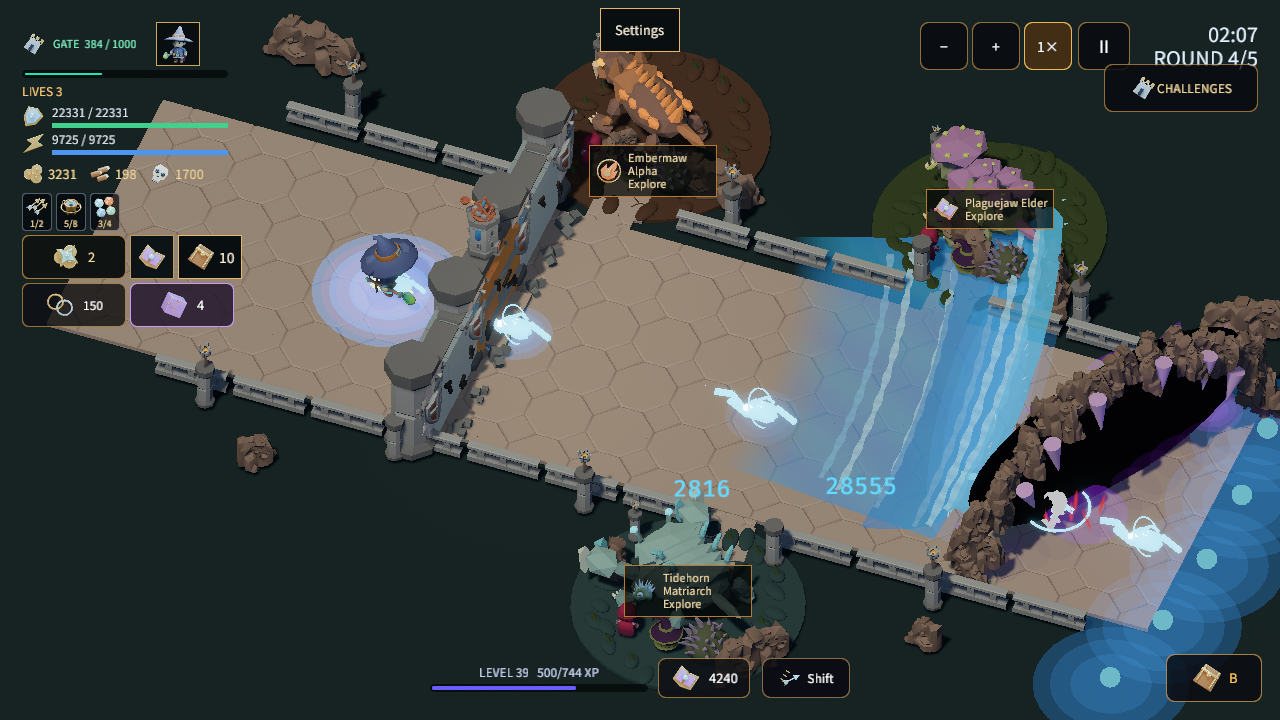 Settings
GATE 384 / 1000
− + 1× II
02:07
ROUND 4/5
CHALLENGES
LIVES 3
22331 / 22331
9725 / 9725
3231 198 1700
1/2 5/8 3/4
2 10
150 4
Embermaw
Alpha
Explore
Plaguejaw Elder
Explore
2816
28555
Tidehorn
Matriarch
Explore
LEVEL 39 500/744 XP
4240
Shift
B